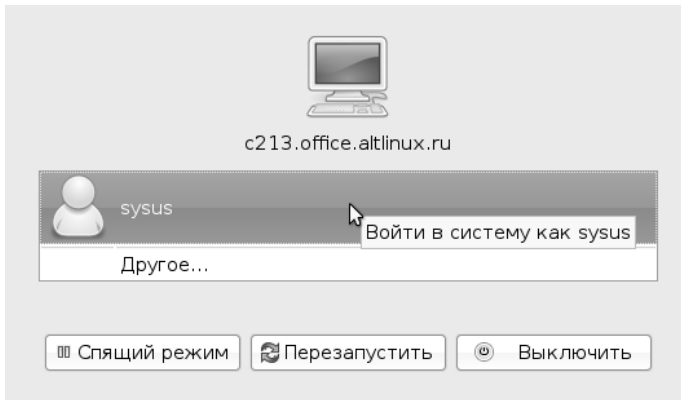 c213.office.altlinux.ru
sysus
Войти в систему как sysus
Другое...
Спящий режим
Перезапустить
Выключить